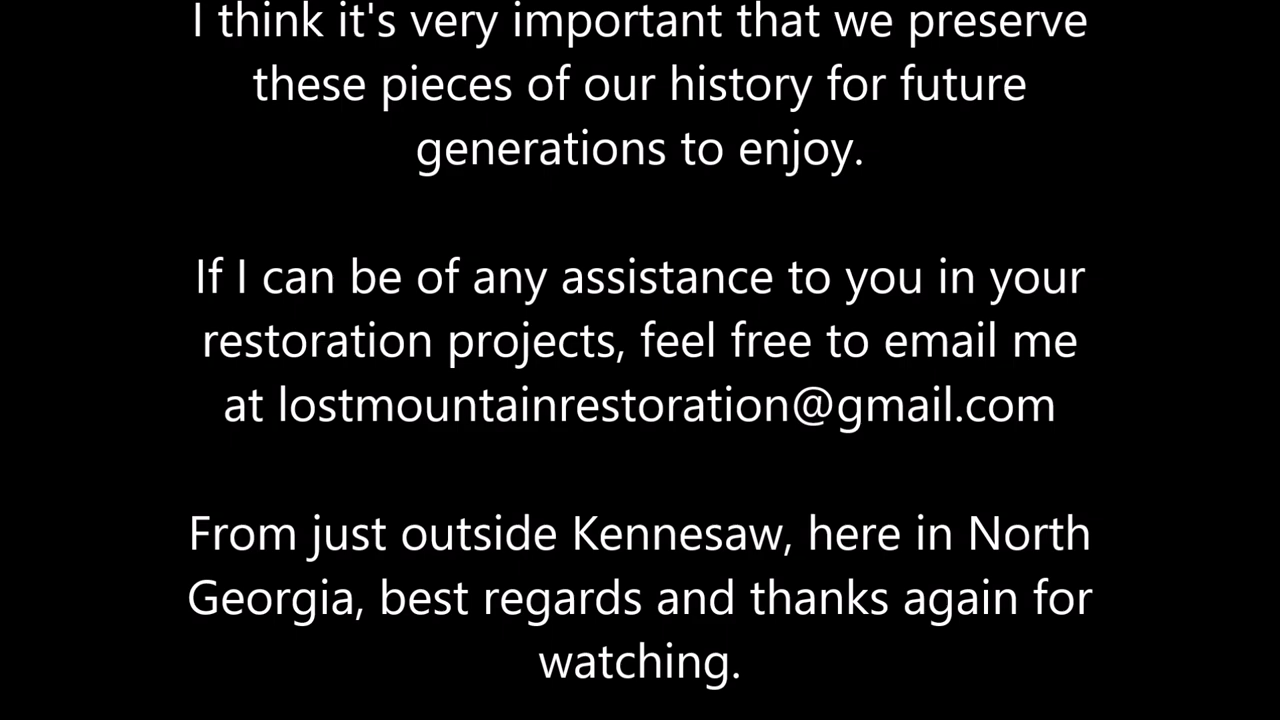 I think it's very important that we preserve
these pieces of our history for future
generations to enjoy.
If I can be of any assistance to you in your
restoration projects, feel free to email me
at lostmountainrestoration@gmail.com
From just outside Kennesaw, here in North
Georgia, best regards and thanks again for
watching.